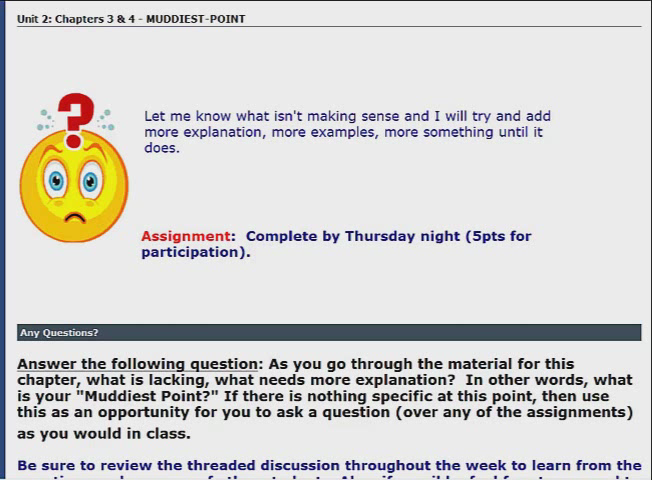 Unit 2: Chapters 3 & 4 - MUDDIEST-POINT
?
Let me know what isn't making sense and I will try and add
more explanation, more examples, more something until it
does.
Assignment: Complete by Thursday night (5pts for
participation).
Any Questions?
Answer the following question: As you go through the material for this
chapter, what is lacking, what needs more explanation? In other words, what
is your "Muddiest Point?" If there is nothing specific at this point, then use
this as an opportunity for you to ask a question (over any of the assignments)
as you would in class.
Be sure to review the threaded discussion throughout the week to learn from the